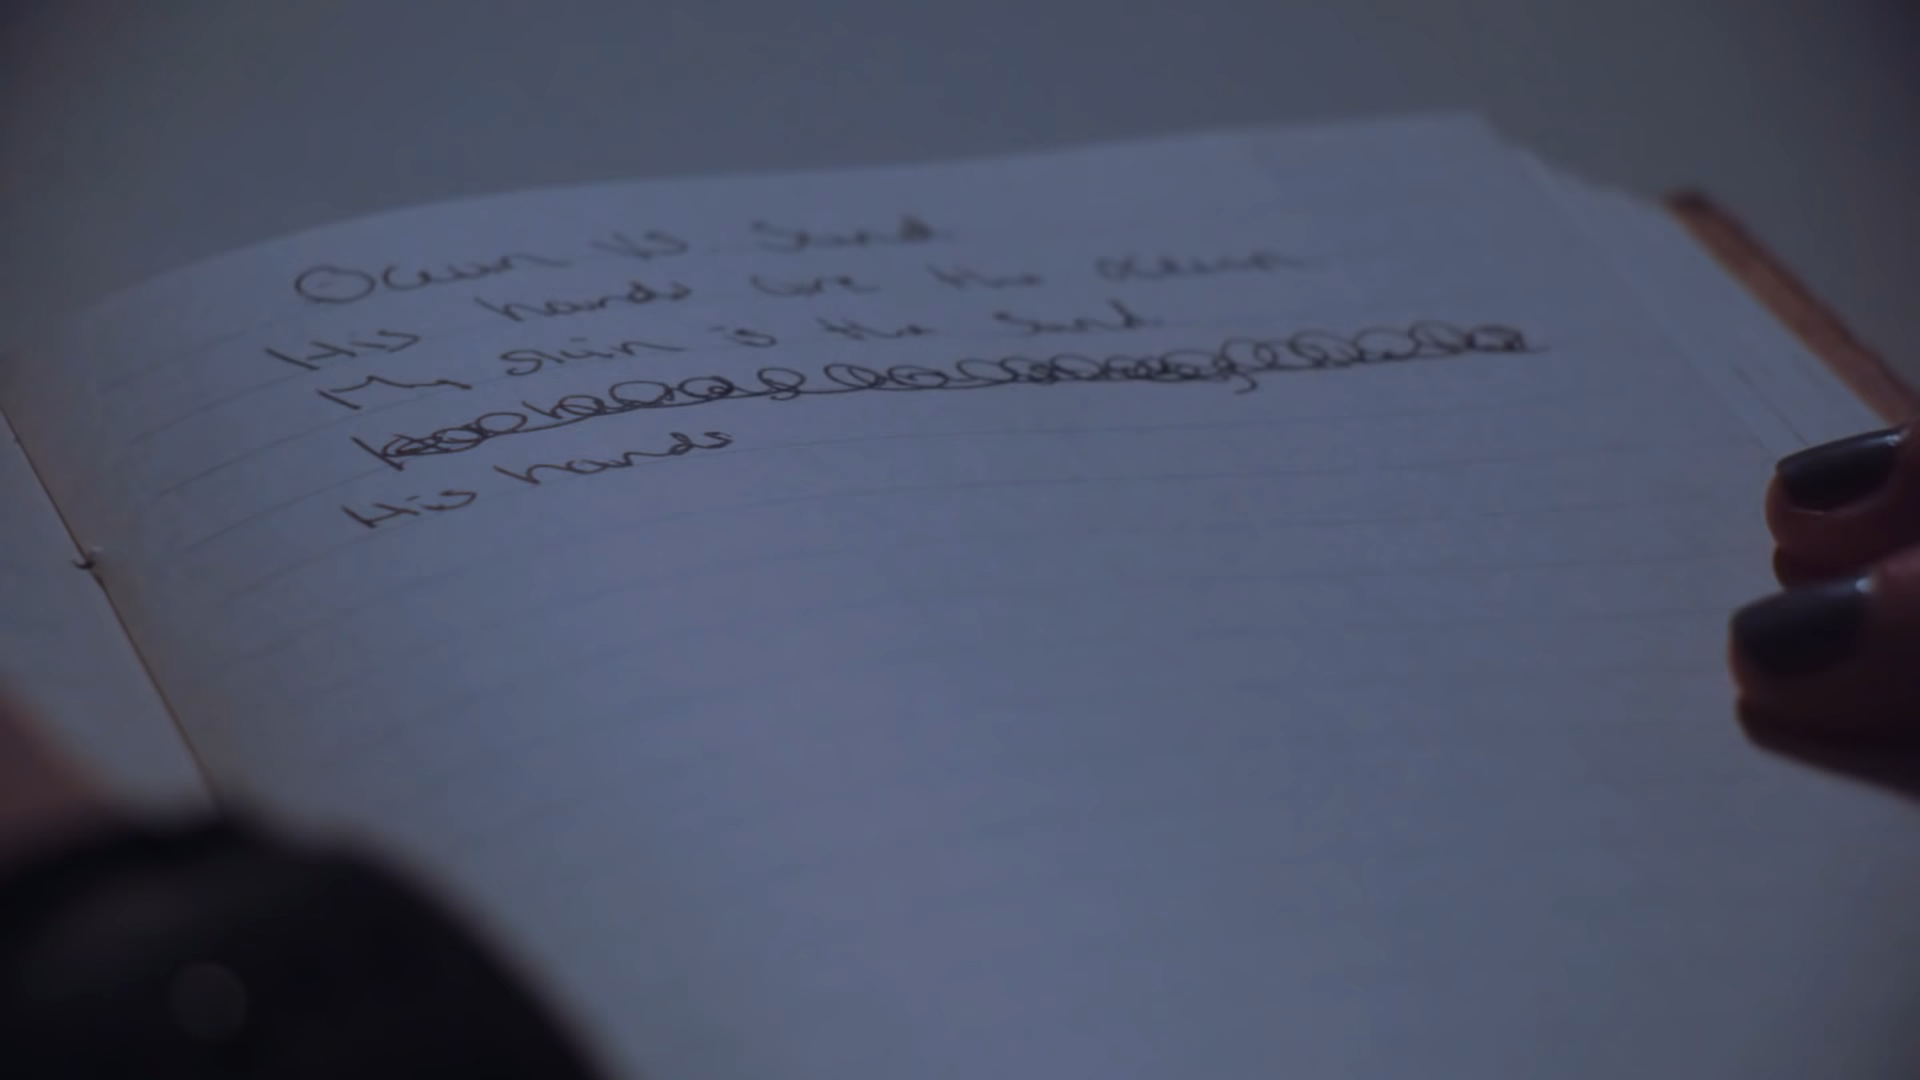 Ocean Vs Sand
His hands are the ocean
My skin is the Sand
His hands